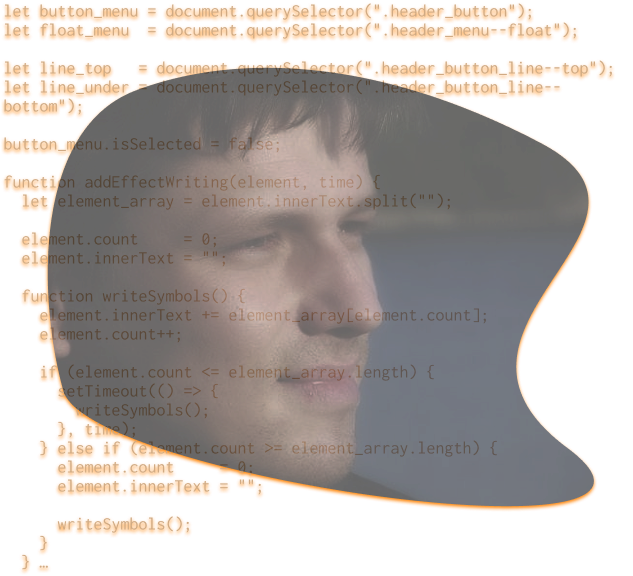 let button_menu = document.querySelector(".header_button");
let float_menu  = document.querySelector(".header_menu--float");
let line_top   = document.querySelector(".header_button_line--top");
let line_under = document.querySelector(".header_button_line--
bottom");
button_menu.isSelected = false;
function addEffectWriting(element, time) {
let element_array = element.innerText.split("");
element.count     = 0;
element.innerText = "";
function writeSymbols() {
element.innerText += element_array[element.count];
element.count++;
if (element.count <= element_array.length) {
setTimeout(() => {
writeSymbols();
}, time);
} else if (element.count >= element_array.length) {
element.count     = 0;
element.innerText = "";
writeSymbols();
}
} …